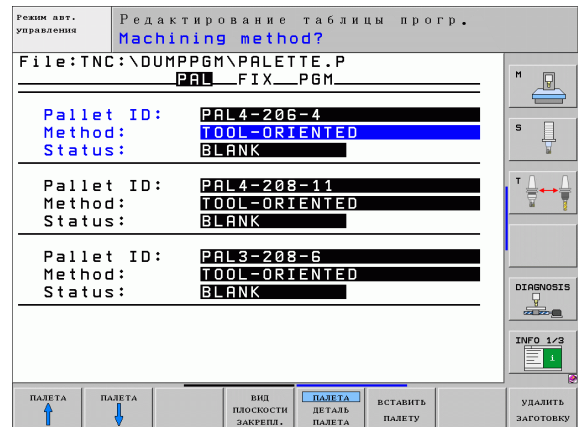 Режим авт.
управления
Редактирование таблицы прогр.
Machining method?
File:TNC:\DUMPPGM\PALETTE.P
PAL FIX PGM
Pallet ID: PAL4-206-4
Method: TOOL-ORIENTED
Status: BLANK
Pallet ID: PAL4-208-11
Method: TOOL-ORIENTED
Status: BLANK
Pallet ID: PAL3-208-6
Method: TOOL-ORIENTED
Status: BLANK
M
S
T
DIAGNOSIS
INFO 1/3
i
ПАЛЕТА
ПАЛЕТА
ВИД
ПЛОСКОСТИ
ЗАКРЕПЛ.
ПАЛЕТА
ДЕТАЛЬ
ПАЛЕТА
ВСТАВИТЬ
ПАЛЕТУ
УДАЛИТЬ
ЗАГОТОВКУ